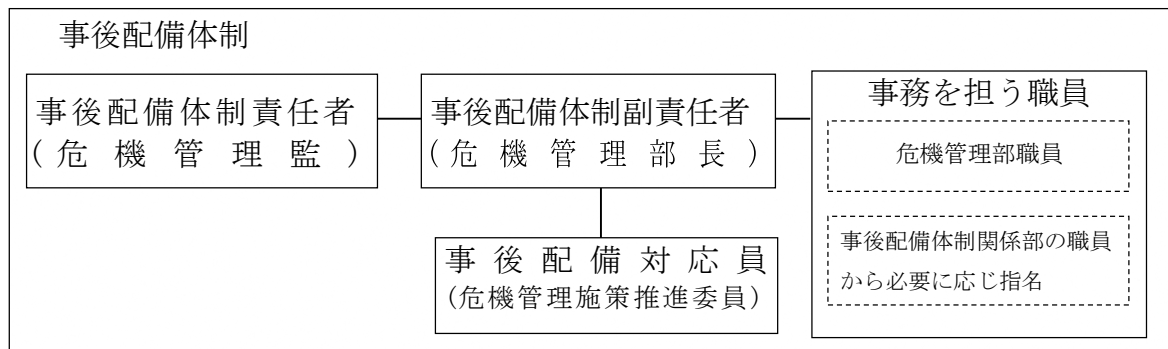 事後配備体制
事後配備体制責任者
(危機管理監)
事後配備体制副責任者
(危機管理部長)
事後配備対応員
(危機管理施策推進委員)
事務を担う職員
危機管理部職員
事後配備体制関係部の職員
から必要に応じ指名